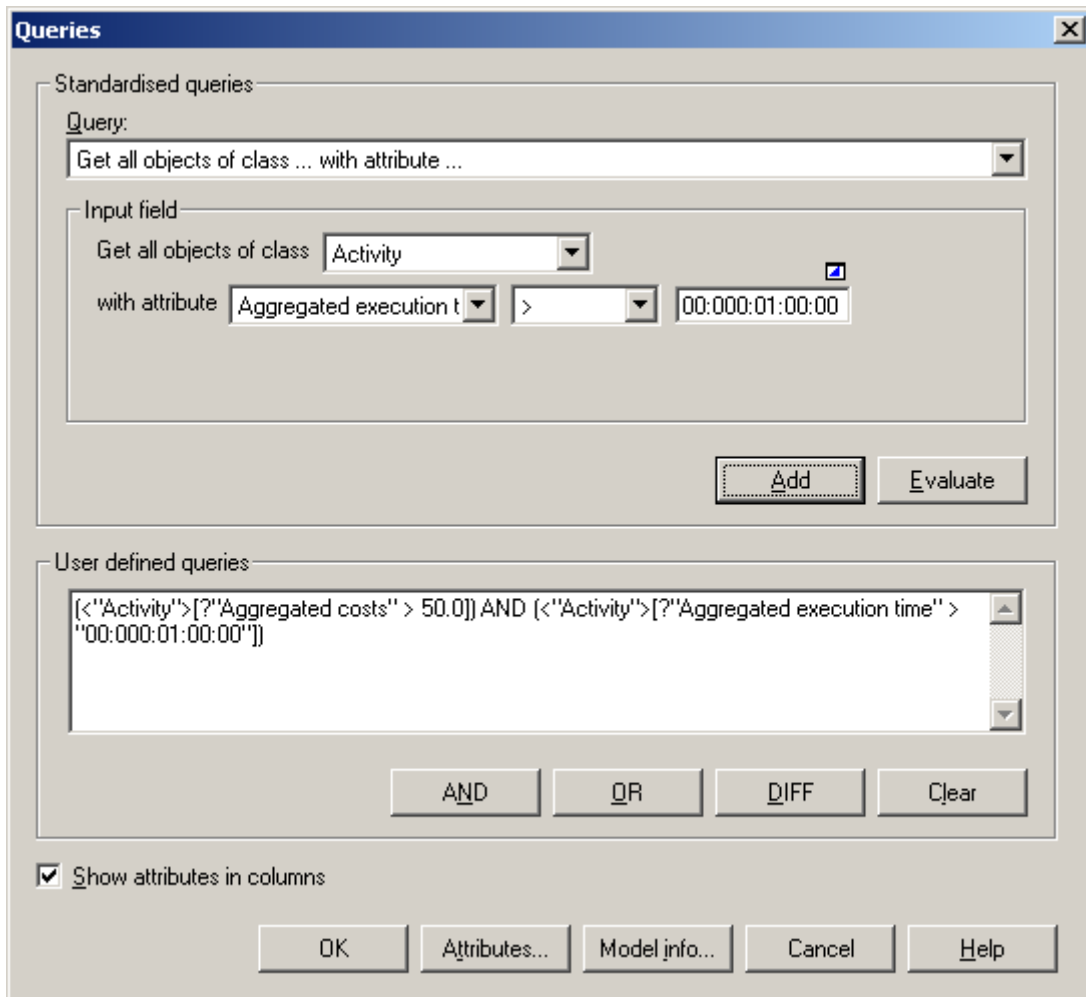 Queries
Standardised queries
Query:
Get all objects of class ... with attribute ...
Input field
Get all objects of class Activity
with attribute Aggregated execution t > 00:000:01:00:00
Add Evaluate
User defined queries
(<"Activity">[?"Aggregated costs" > 50.0]) AND (<"Activity">[?"Aggregated execution time" >
"00:000:01:00:00"])
AND OR DIFF Clear
Show attributes in columns
OK Attributes... Model info... Cancel Help